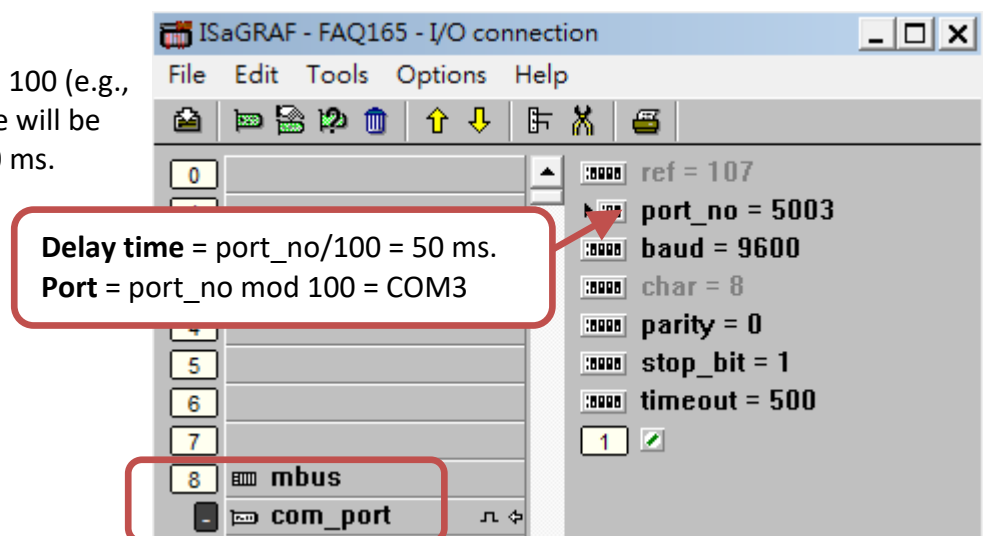 100 (e.g.,
e will be
ms.
ISaGRAF - FAQ165 - I/O connection
File Edit Tools Options Help
0
Delay time = port_no/100 = 50 ms.
Port = port_no mod 100 = COM3
4
5
6
7
8 mbus
com_port
ref = 107
port_no = 5003
baud = 9600
char = 8
parity = 0
stop_bit = 1
timeout = 500
1